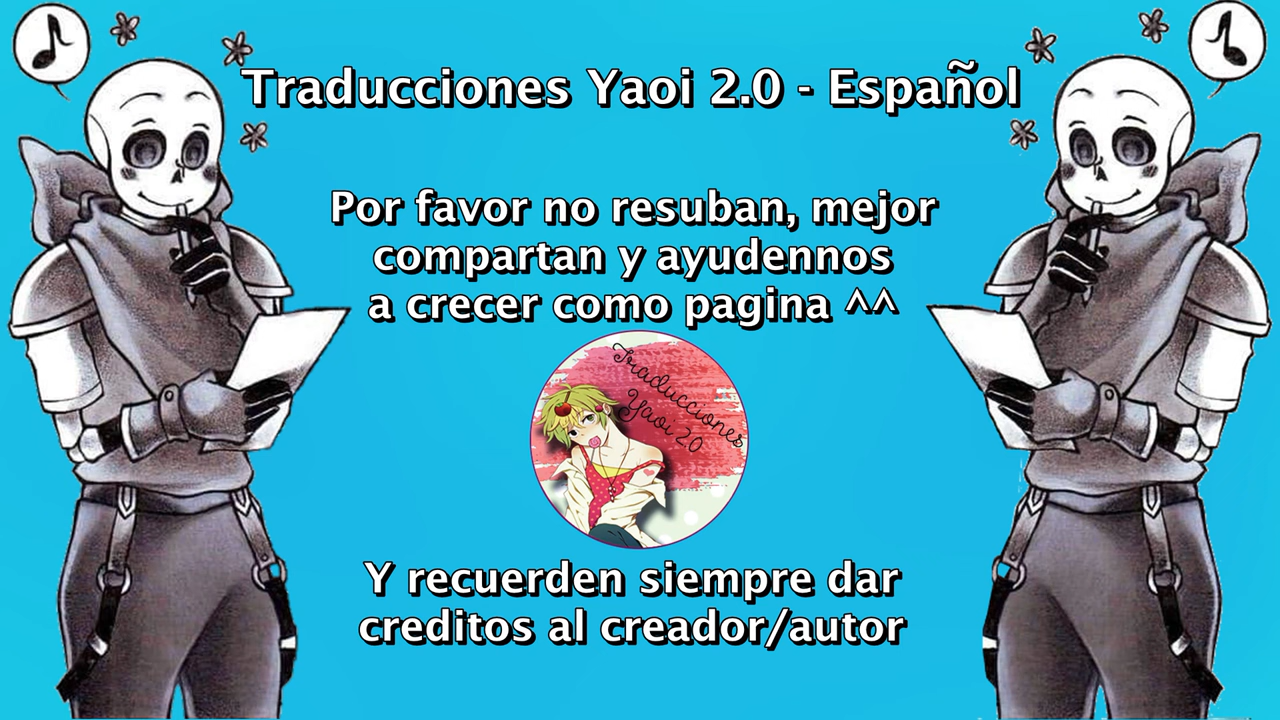 Traducciones Yaoi 2.0 - Español
Por favor no resuban, mejor
compartan y ayudennos
a crecer como pagina ^^
Traducciones
Yaoi 2.0
Y recuerden siempre dar
creditos al creador/autor